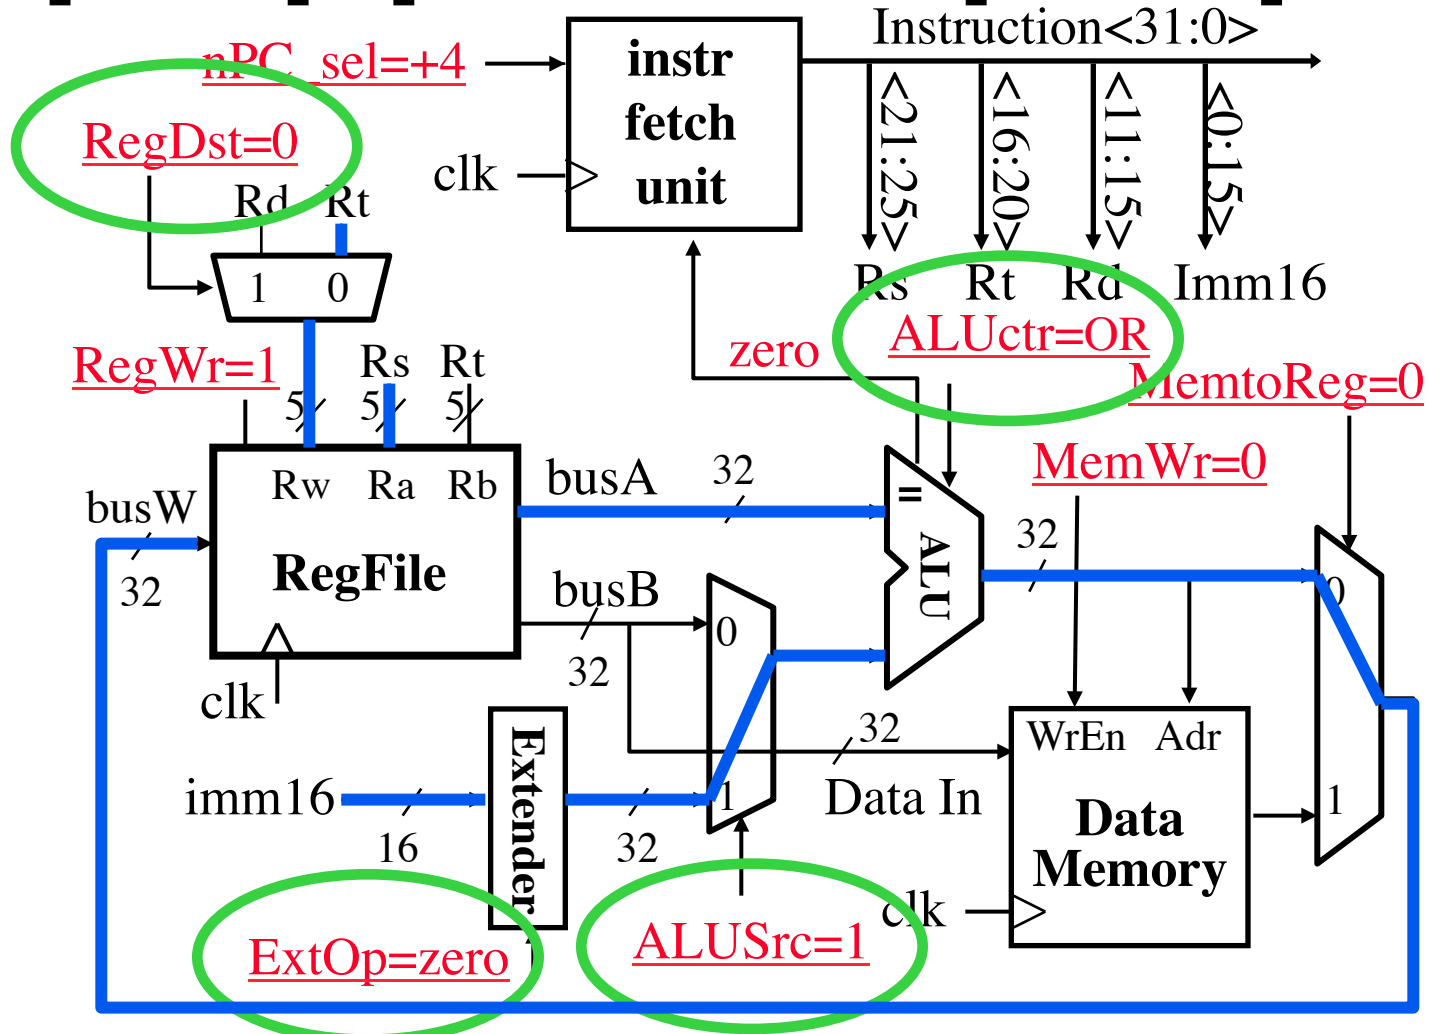 Instruction<31:0>
nPC_sel=+4
instr
fetch
unit
clk
<21:25>
<16:20>
<11:15>
<0:15>
RegDst=0
Rd Rt
1 0
Rs Rt Rd Imm16
ALUctr=OR
zero
MemtoReg=0
RegWr=1
Rs Rt
5 5 5
MemWr=0
Rw Ra Rb
busA 32
busW
32
RegFile
=
ALU
32
0
busB
32
0
clk
Extender
32
WrEn Adr
imm16
16
32
1
Data In
Data
Memory
1
clk
ExtOp=zero
ALUSrc=1